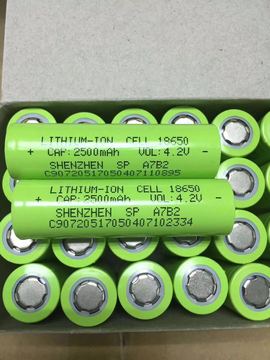 LITHIUM-ION CELL 18650
+ CAP:2500mAh VOL:4.2V -
SHENZHEN SP A7B2
C90720517050407110895
LITHIUM-ION CELL 18650
+ CAP:2500mAh VOL:4.2V -
SHENZHEN SP A7B2
C90720517050407102334